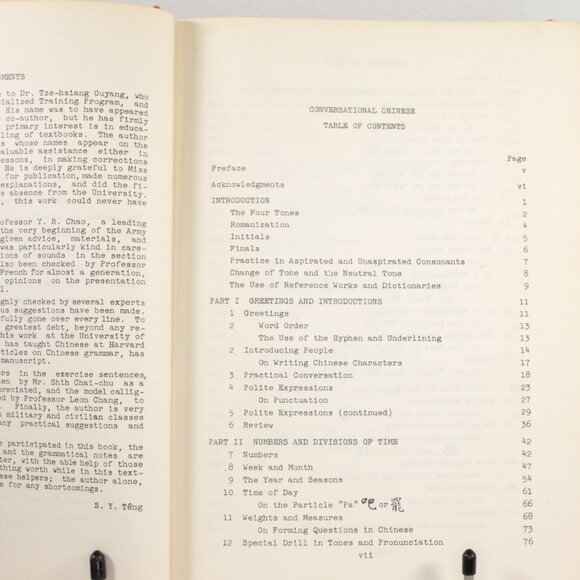 MENTS
to Dr. Tze-hsiang Ouyang, who
ialized Training Program, and
His name was to have appeared
co-author, but he has firmly
primary interest is in educa-
ling of textbooks. The author
s whose names appear on the
aluable assistance either in
essons, in making corrections
He is deeply grateful to Miss
for publication, made numerous
explanations, and did the fi-
s absence from the University.
, this work could never have
rofessor Y. R. Chao, a leading
the very beginning of the Army
given advice, materials, and
was particularly kind in care-
ions of sounds in the section
lso been checked by Professor
French for almost a generation,
opinions on the presentation
l.
ghly checked by several experts
us suggestions have been made.
fully gone over every line. To
greatest debt, beyond any re-
his work at the University of
has taught Chinese at Harvard
rticles on Chinese grammar, has
manuscript.
ers in the exercise sentences,
ten by Mr. Shih Chai-chu as a
preciated, and the model callig-
ed by Professor Leon Chang, to
. Finally, the author is very
n military and civilian classes
any practical suggestions and
e participated in this book, the
and the grammatical notes are
ter, with the able help of those
thing worth while in this text-
ese helpers; the author alone,
e for any shortcomings.
S. Y. Têng
CONVERSATIONAL CHINESE
TABLE OF CONTENTS
Page
Preface v
Acknowledgments vi
INTRODUCTION 1
The Four Tones 2
Romanization 4
Initials 5
Finals 6
Practice in Aspirated and Unaspirated Consonants 7
Change of Tone and the Neutral Tone 8
The Use of Reference Works and Dictionaries 9
PART I GREETINGS AND INTRODUCTIONS 11
1 Greetings 11
2 Word Order 13
The Use of the Hyphen and Underlining 13
2 Introducing People 14
On Writing Chinese Characters 17
3 Practical Conversation 18
4 Polite Expressions 23
On Punctuation 27
5 Polite Expressions (continued) 29
6 Review 36
PART II NUMBERS AND DIVISIONS OF TIME 42
7 Numbers 42
8 Week and Month 47
9 The Year and Seasons 54
10 Time of Day 61
On the Particle "Pa" 吧 or 罷 66
11 Weights and Measures 68
On Forming Questions in Chinese 73
12 Special Drill in Tones and Pronunciation 76
vii